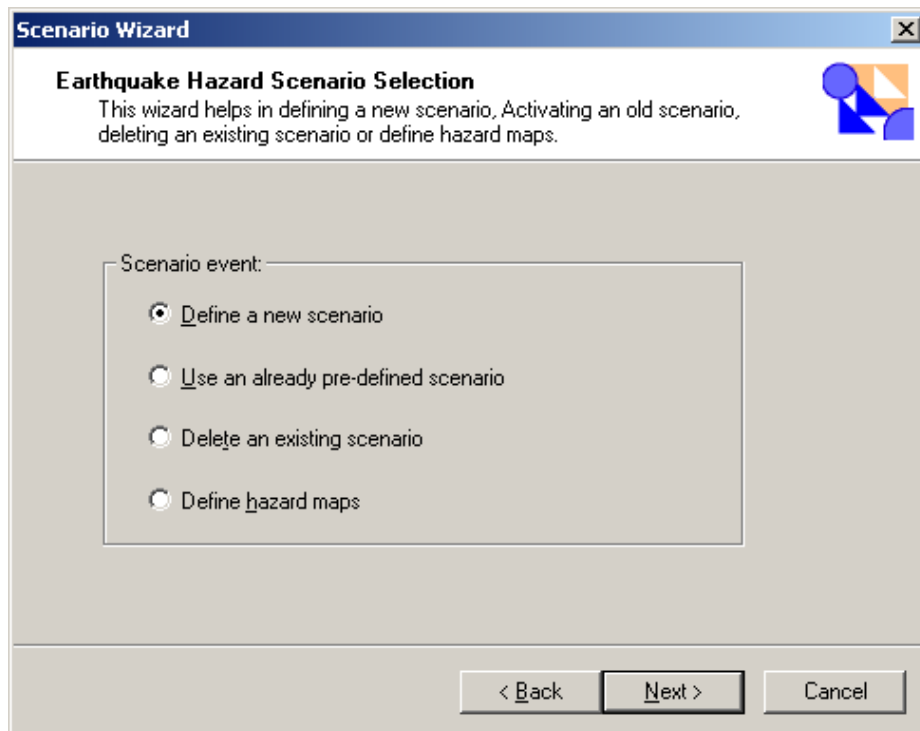 Scenario Wizard
Earthquake Hazard Scenario Selection
This wizard helps in defining a new scenario, Activating an old scenario,
deleting an existing scenario or define hazard maps.
Scenario event:
Define a new scenario
Use an already pre-defined scenario
Delete an existing scenario
Define hazard maps
< Back
Next >
Cancel